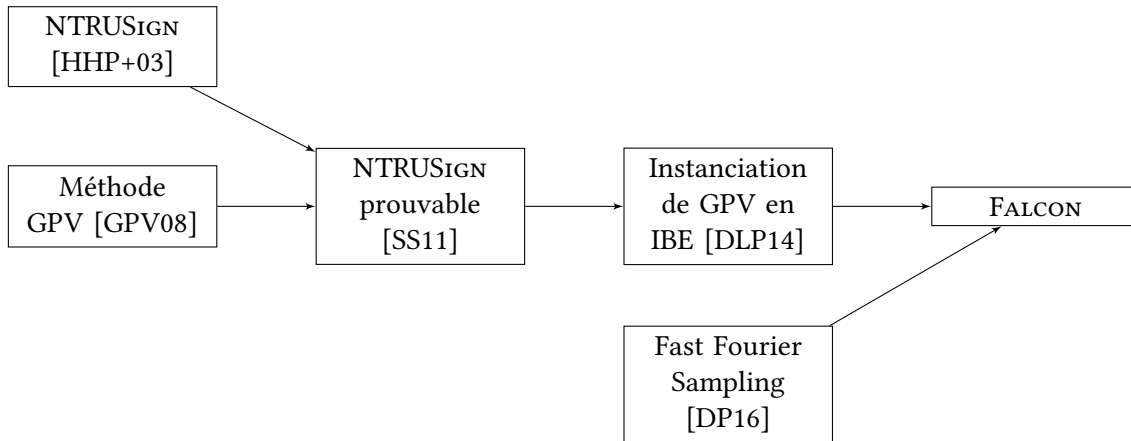 NTRUSIGN
[HHP+03]
Méthode
GPV [GPV08]
NTRUSIGN
prouvable
[SS11]
Instanciation
de GPV en
IBE [DLP14]
FALCON
Fast Fourier
Sampling
[DP16]